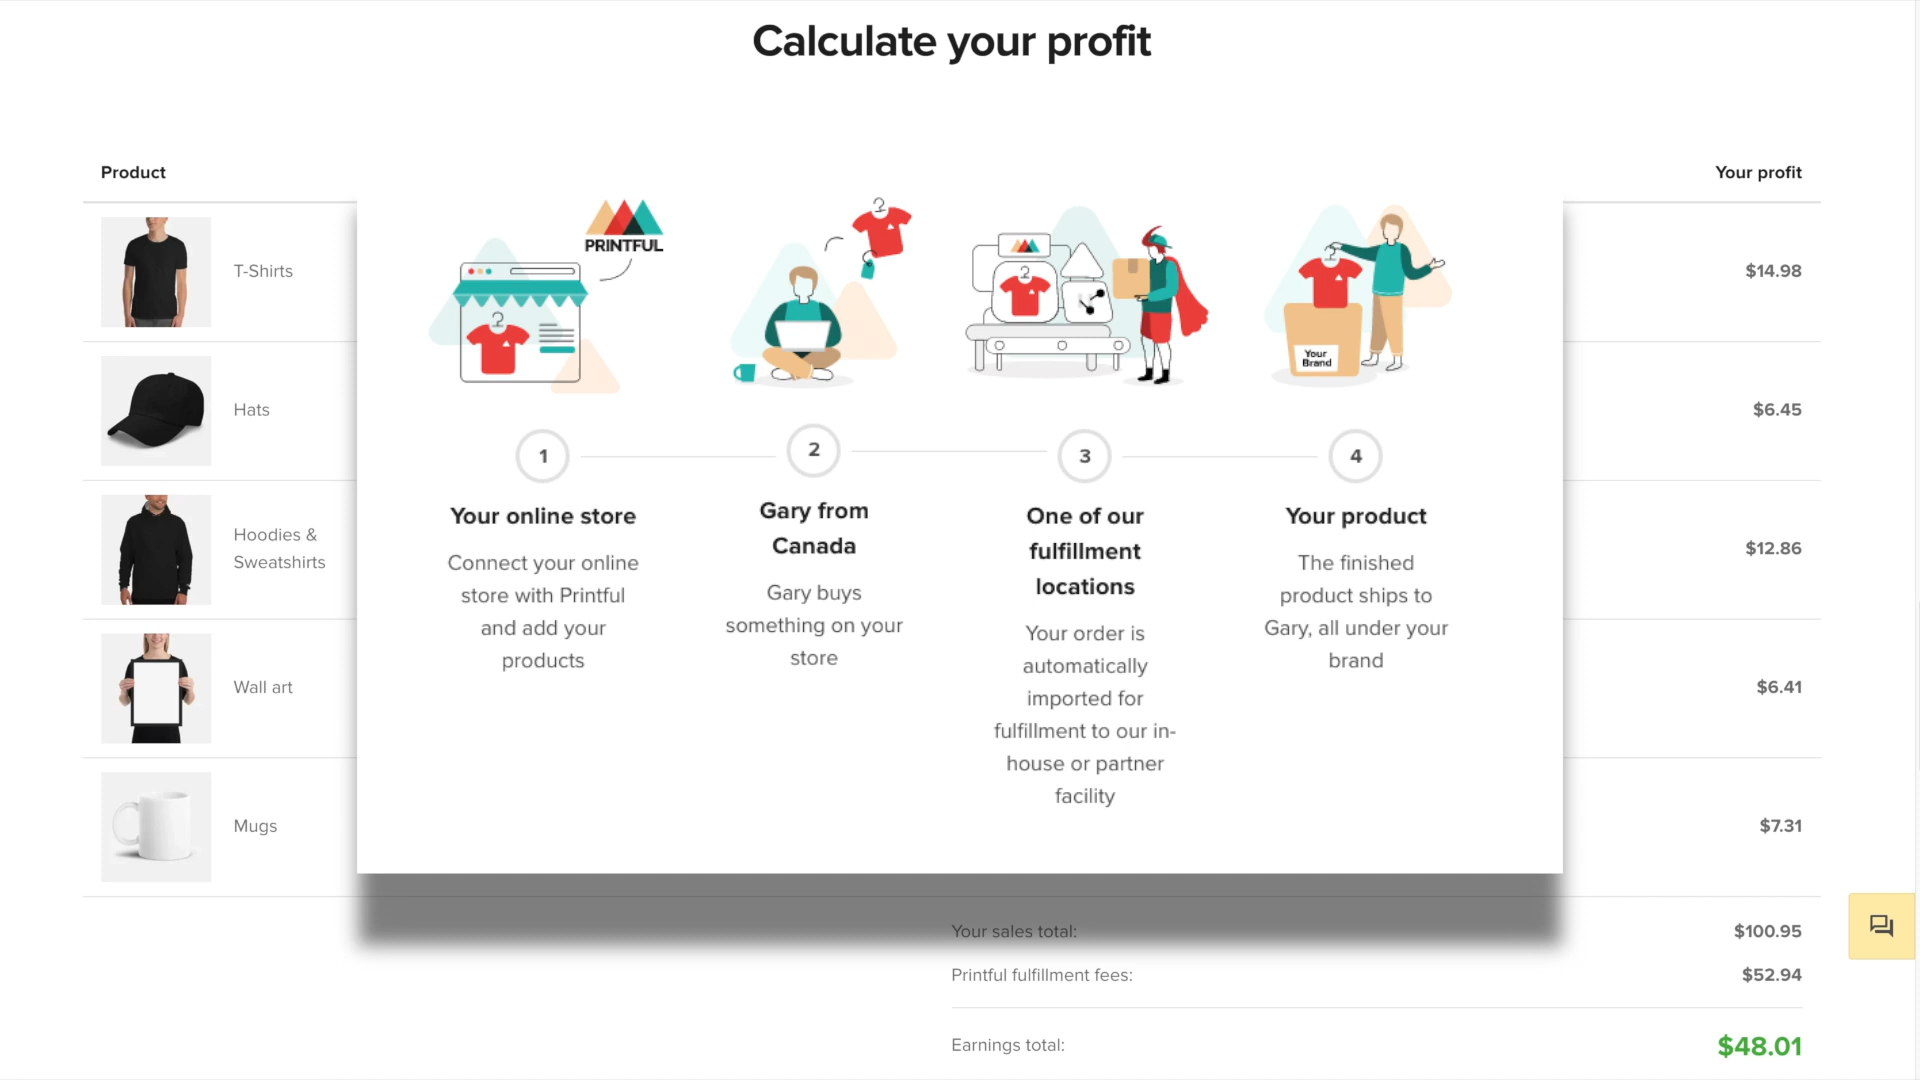 Calculate your profit
Product
Your profit
T-Shirts
$14.98
Hats
$6.45
Hoodies &
Sweatshirts
$12.86
Wall art
$6.41
Mugs
$7.31
PRINTFUL
Your
Brand
1
Your online store
Connect your online
store with Printful
and add your
products
2
Gary from
Canada
Gary buys
something on your
store
3
One of our
fulfillment
locations
Your order is
automatically
imported for
fulfillment to our in-
house or partner
facility
4
Your product
The finished
product ships to
Gary, all under your
brand
Your sales total:
$100.95
Printful fulfillment fees:
$52.94
Earnings total:
$48.01